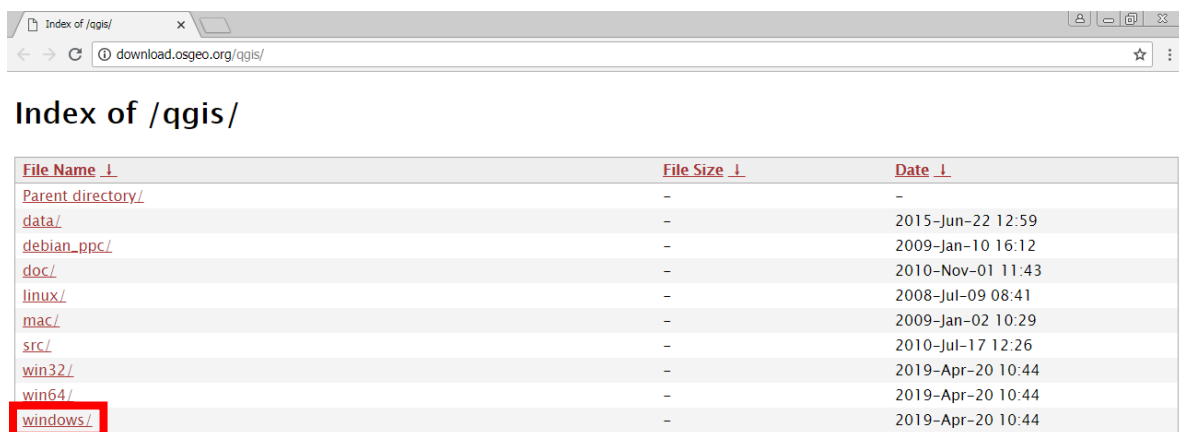 Index of /qgis/
download.osgeo.org/qgis/
Index of /qgis/
File Name ↓ File Size ↓ Date ↓
Parent directory/ - -
data/ - 2015-Jun-22 12:59
debian_ppc/ - 2009-Jan-10 16:12
doc/ - 2010-Nov-01 11:43
linux/ - 2008-Jul-09 08:41
mac/ - 2009-Jan-02 10:29
src/ - 2010-Jul-17 12:26
win32/ - 2019-Apr-20 10:44
win64/ - 2019-Apr-20 10:44
windows/ - 2019-Apr-20 10:44